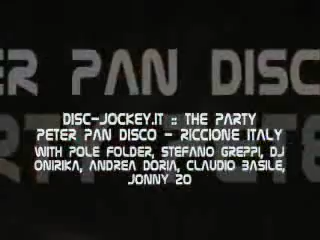 ER PAN DISC
DISC-JOCKEY.IT :: THE PARTY
PETER PAN DISCO - RICCIONE ITALY
WITH POLE FOLDER, STEFANO GREPPI, DJ
ONIRIKA, ANDREA DORIA, CLAUDIO BASILE,
JONNY 20